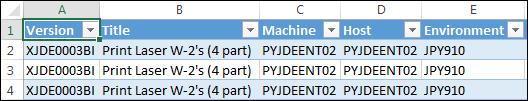 A B C D E
1 Version Title Machine Host Environment
2 XJDE0003BI Print Laser W-2's (4 part) PYJDEENT02 PYJDEENT02 JPY910
3 XJDE0003BI Print Laser W-2's (4 part) PYJDEENT02 PYJDEENT02 JPY910
4 XJDE0003BI Print Laser W-2's (4 part) PYJDEENT02 PYJDEENT02 JPY910